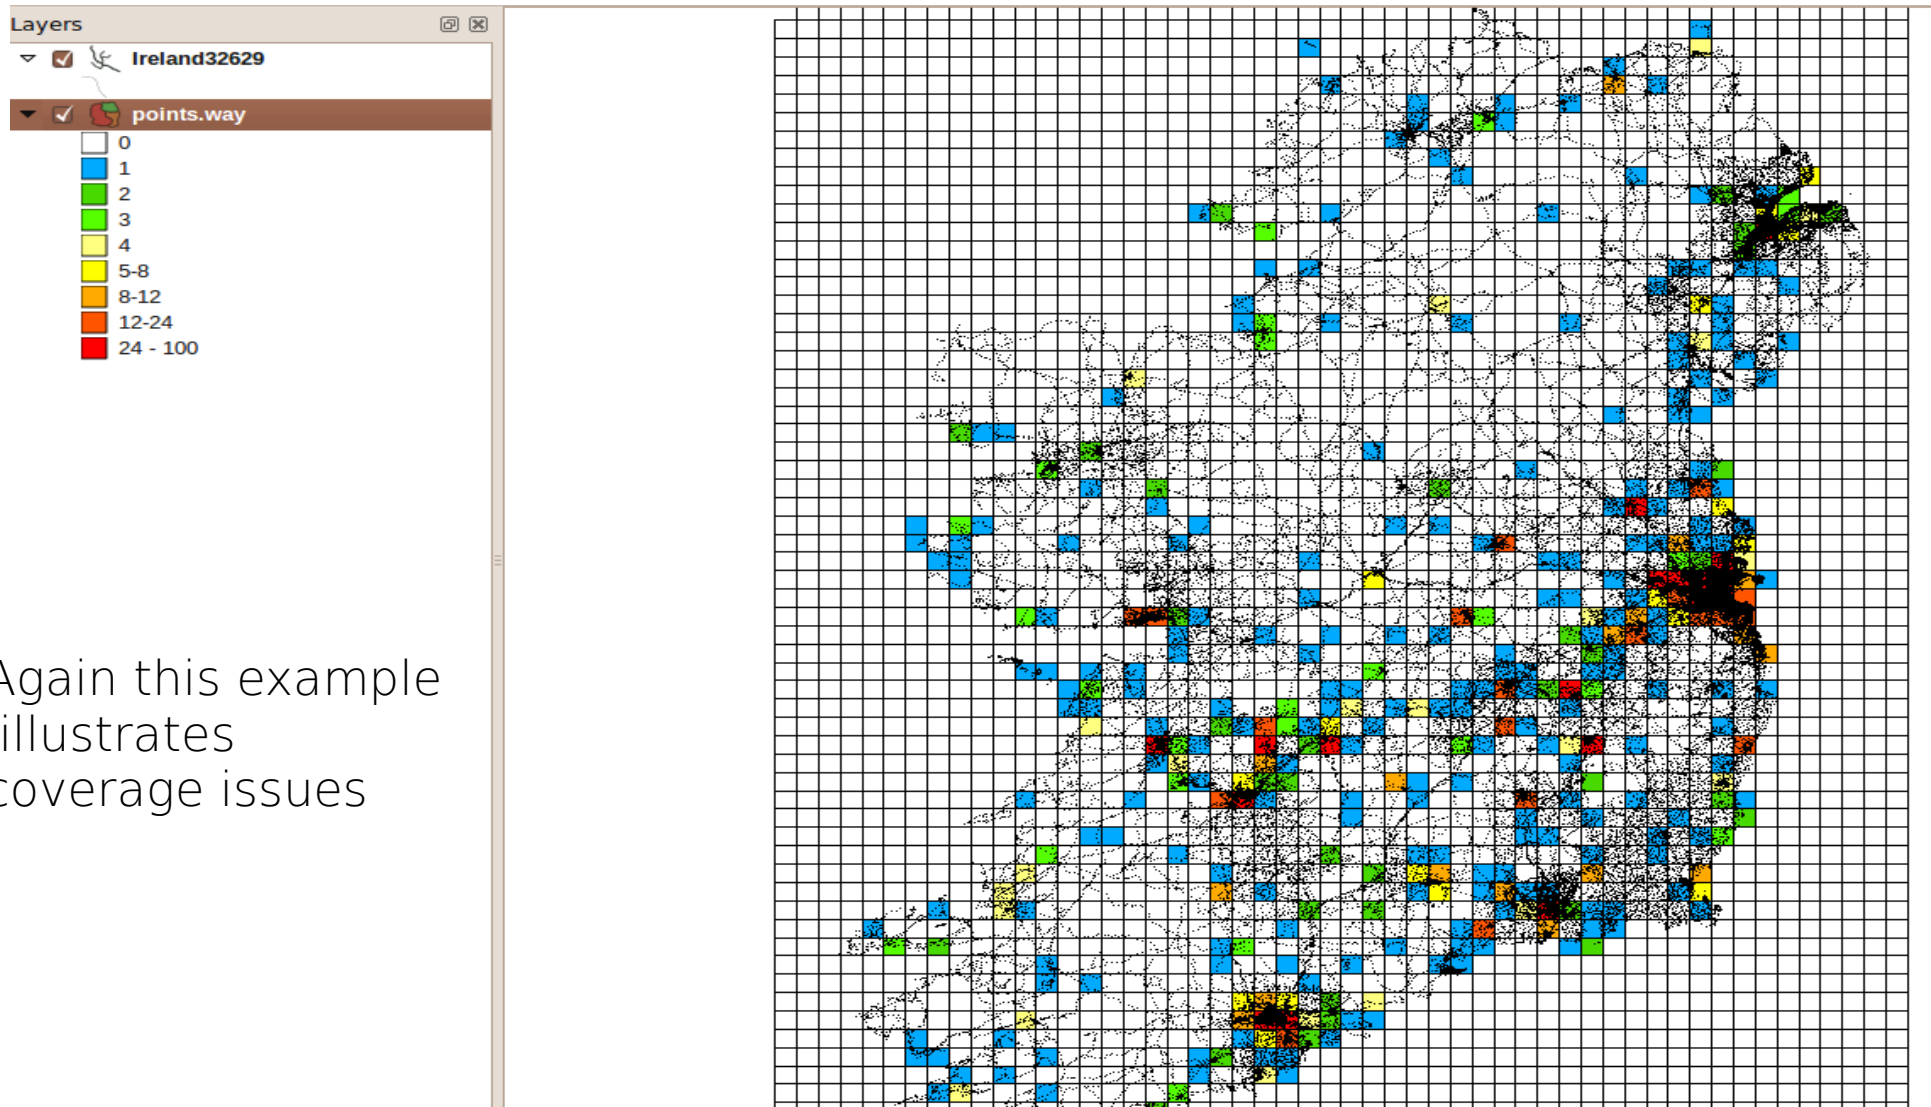 Layers
Ireland32629
points.way
0
1
2
3
4
5-8
8-12
12-24
24 - 100
Again this example
illustrates
coverage issues